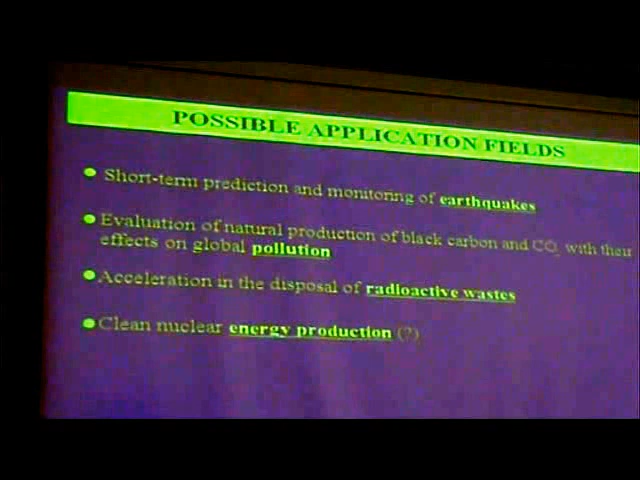 POSSIBLE APPLICATION FIELDS
● Short-term prediction and monitoring of earthquakes
● Evaluation of natural production of black carbon and CO₂ with their
effects on global pollution
● Acceleration in the disposal of radioactive wastes
● Clean nuclear energy production (?)